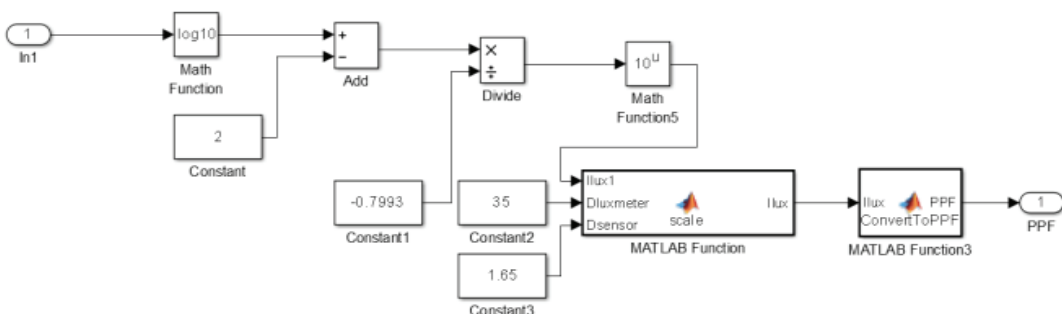 1
In1
log10
Math
Function
+
−
Add
2
Constant
×
÷
Divide
10ᵘ
Math
Function5
-0.7993
Constant1
35
Constant2
1.65
Constant3
Ilux1
Dluxmeter
Dsensor
scale
Ilux
MATLAB Function
Ilux
PPF
ConvertToPPF
MATLAB Function3
1
PPF